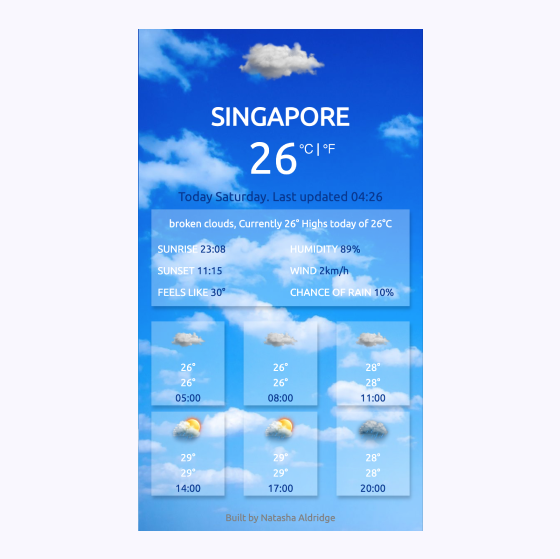 SINGAPORE
26 °C | °F
Today Saturday. Last updated 04:26
broken clouds, Currently 26° Highs today of 26°C
SUNRISE 23:08 HUMIDITY 89%
SUNSET 11:15 WIND 2km/h
FEELS LIKE 30° CHANCE OF RAIN 10%
26° 26° 28°
26° 26° 28°
05:00 08:00 11:00
29° 29° 28°
29° 29° 28°
14:00 17:00 20:00
Built by Natasha Aldridge